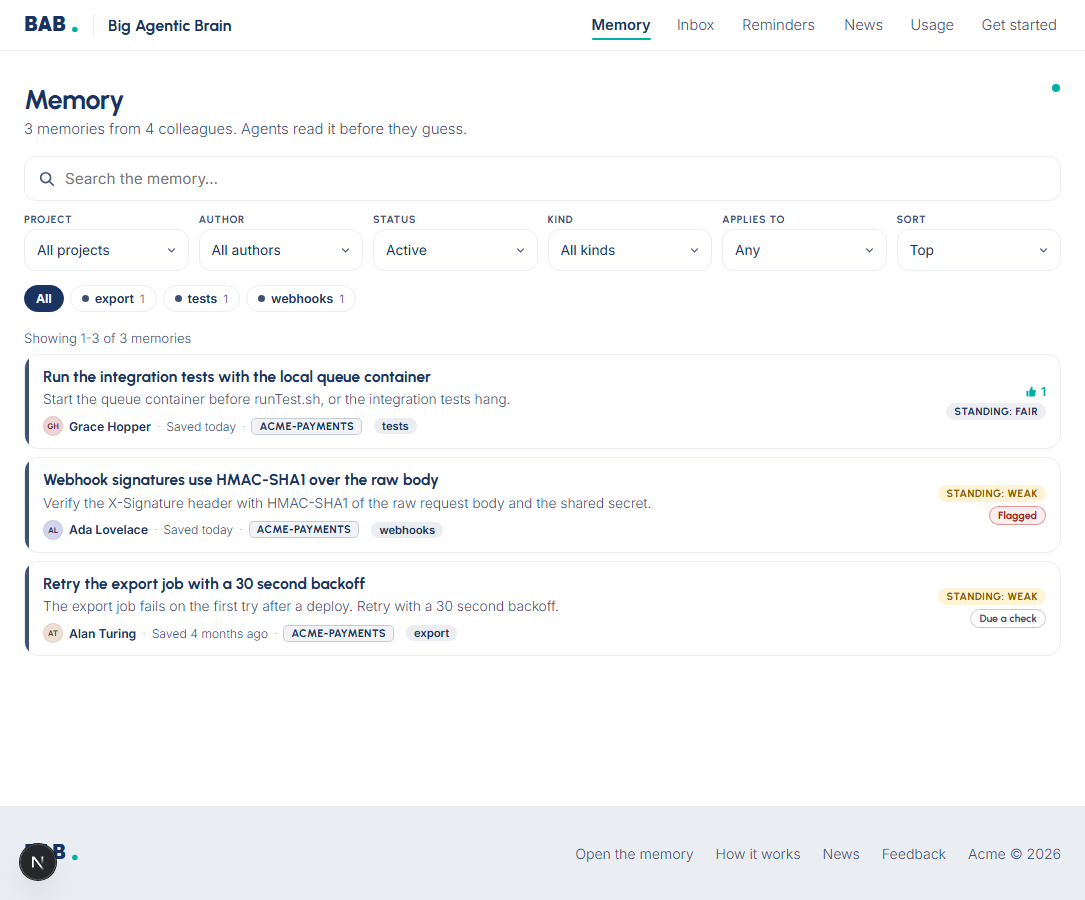 BAB. Big Agentic Brain
Memory Inbox Reminders News Usage Get started
Memory
3 memories from 4 colleagues. Agents read it before they guess.
Search the memory...
PROJECT AUTHOR STATUS KIND APPLIES TO SORT
All projects All authors Active All kinds Any Top
All export 1 tests 1 webhooks 1
Showing 1-3 of 3 memories
Run the integration tests with the local queue container
Start the queue container before runTest.sh, or the integration tests hang.
GH Grace Hopper · Saved today · ACME-PAYMENTS tests
1
STANDING: FAIR
Webhook signatures use HMAC-SHA1 over the raw body
Verify the X-Signature header with HMAC-SHA1 of the raw request body and the shared secret.
AL Ada Lovelace · Saved today · ACME-PAYMENTS webhooks
STANDING: WEAK
Flagged
Retry the export job with a 30 second backoff
The export job fails on the first try after a deploy. Retry with a 30 second backoff.
AT Alan Turing · Saved 4 months ago · ACME-PAYMENTS export
STANDING: WEAK
Due a check
N
B.
Open the memory How it works News Feedback Acme © 2026